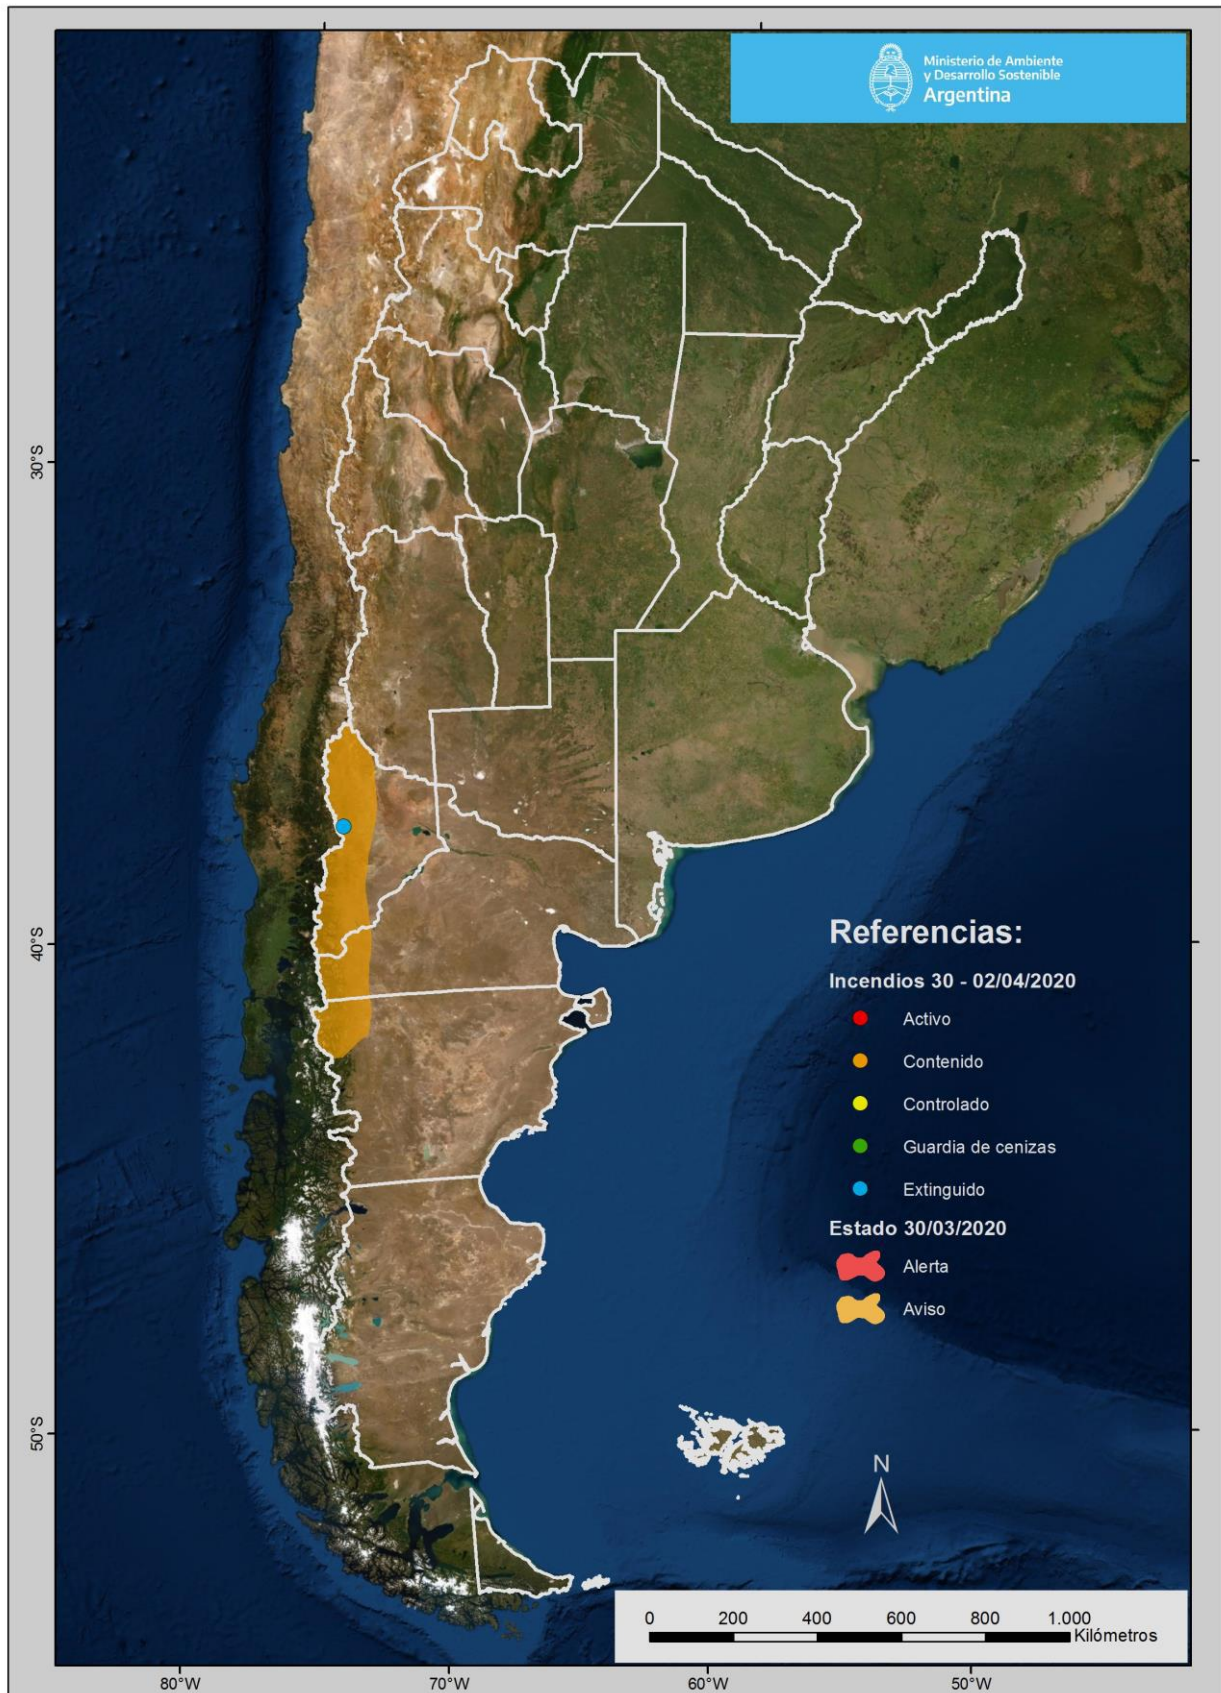 Ministerio de Ambiente
y Desarrollo Sostenible
Argentina
30°S
40°S
50°S
Referencias:
Incendios 30 - 02/04/2020
Activo
Contenido
Controlado
Guardia de cenizas
Extinguido
Estado 30/03/2020
Alerta
Aviso
N
0 200 400 600 800 1.000
Kilómetros
80°W 70°W 60°W 50°W